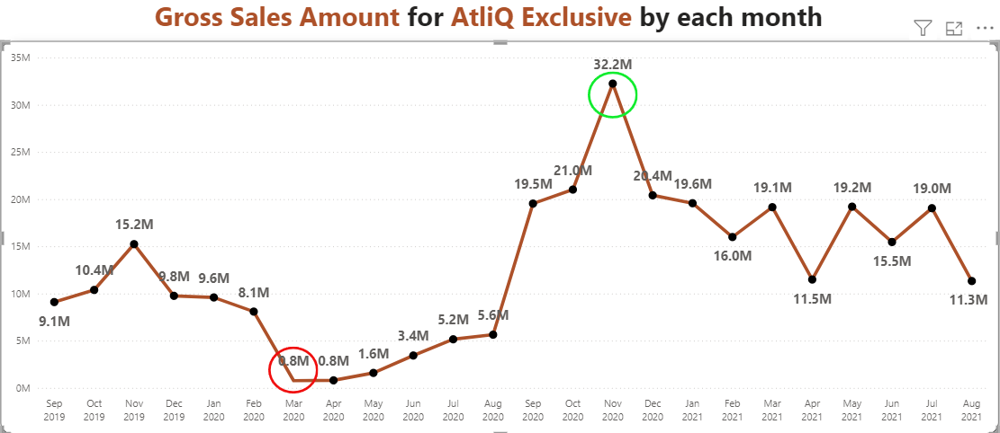 Gross Sales Amount for AtliQ Exclusive by each month
35M
30M
25M
20M
15M
10M
5M
0M
9.1M
10.4M
15.2M
9.8M
9.6M
8.1M
0.8M
0.8M
1.6M
3.4M
5.2M
5.6M
19.5M
21.0M
32.2M
20.4M
19.6M
16.0M
19.1M
11.5M
19.2M
15.5M
19.0M
11.3M
Sep Oct Nov Dec Jan Feb Mar Apr May Jun Jul Aug Sep Oct Nov Dec Jan Feb Mar Apr May Jun Jul Aug
2019 2019 2019 2019 2020 2020 2020 2020 2020 2020 2020 2020 2020 2020 2020 2020 2021 2021 2021 2021 2021 2021 2021 2021